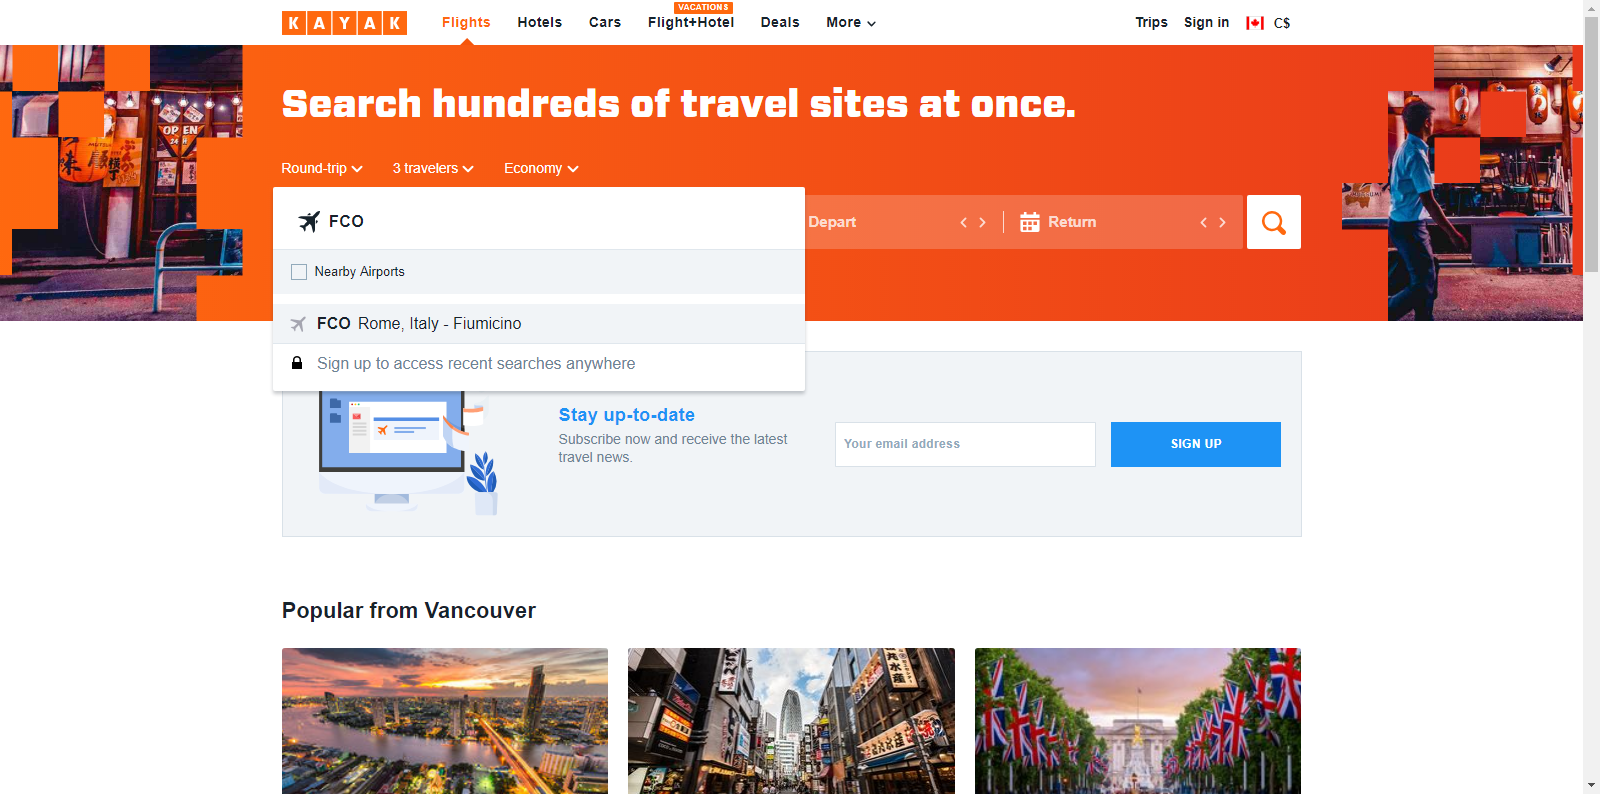 KAYAK
Flights
Hotels
Cars
VACATIONS
Flight+Hotel
Deals
More
Trips
Sign in
C$
Search hundreds of travel sites at once.
Round-trip
3 travelers
Economy
FCO
Depart
Return
Nearby Airports
FCO Rome, Italy - Fiumicino
Sign up to access recent searches anywhere
Stay up-to-date
Subscribe now and receive the latest
travel news.
Your email address
SIGN UP
Popular from Vancouver
OPEN